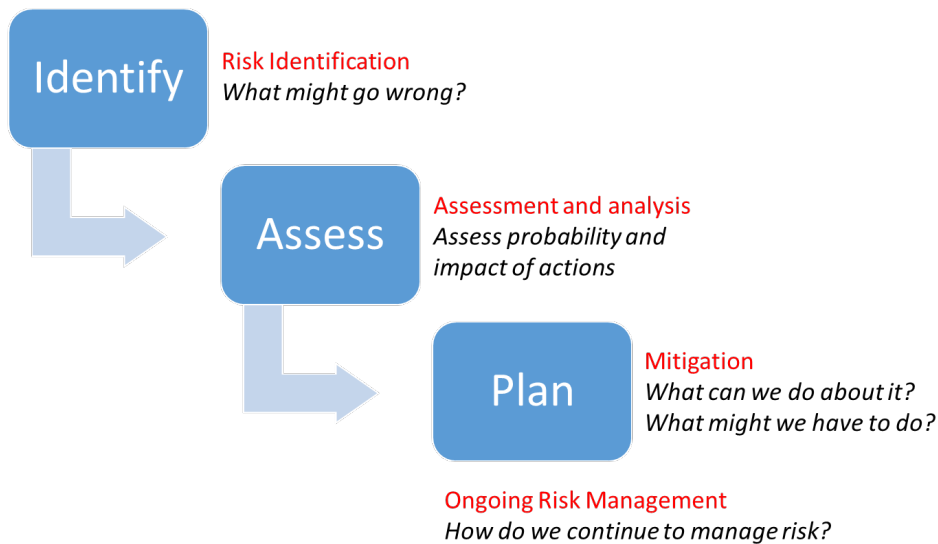 Identify
Risk Identification
What might go wrong?
Assess
Assessment and analysis
Assess probability and
impact of actions
Plan
Mitigation
What can we do about it?
What might we have to do?
Ongoing Risk Management
How do we continue to manage risk?